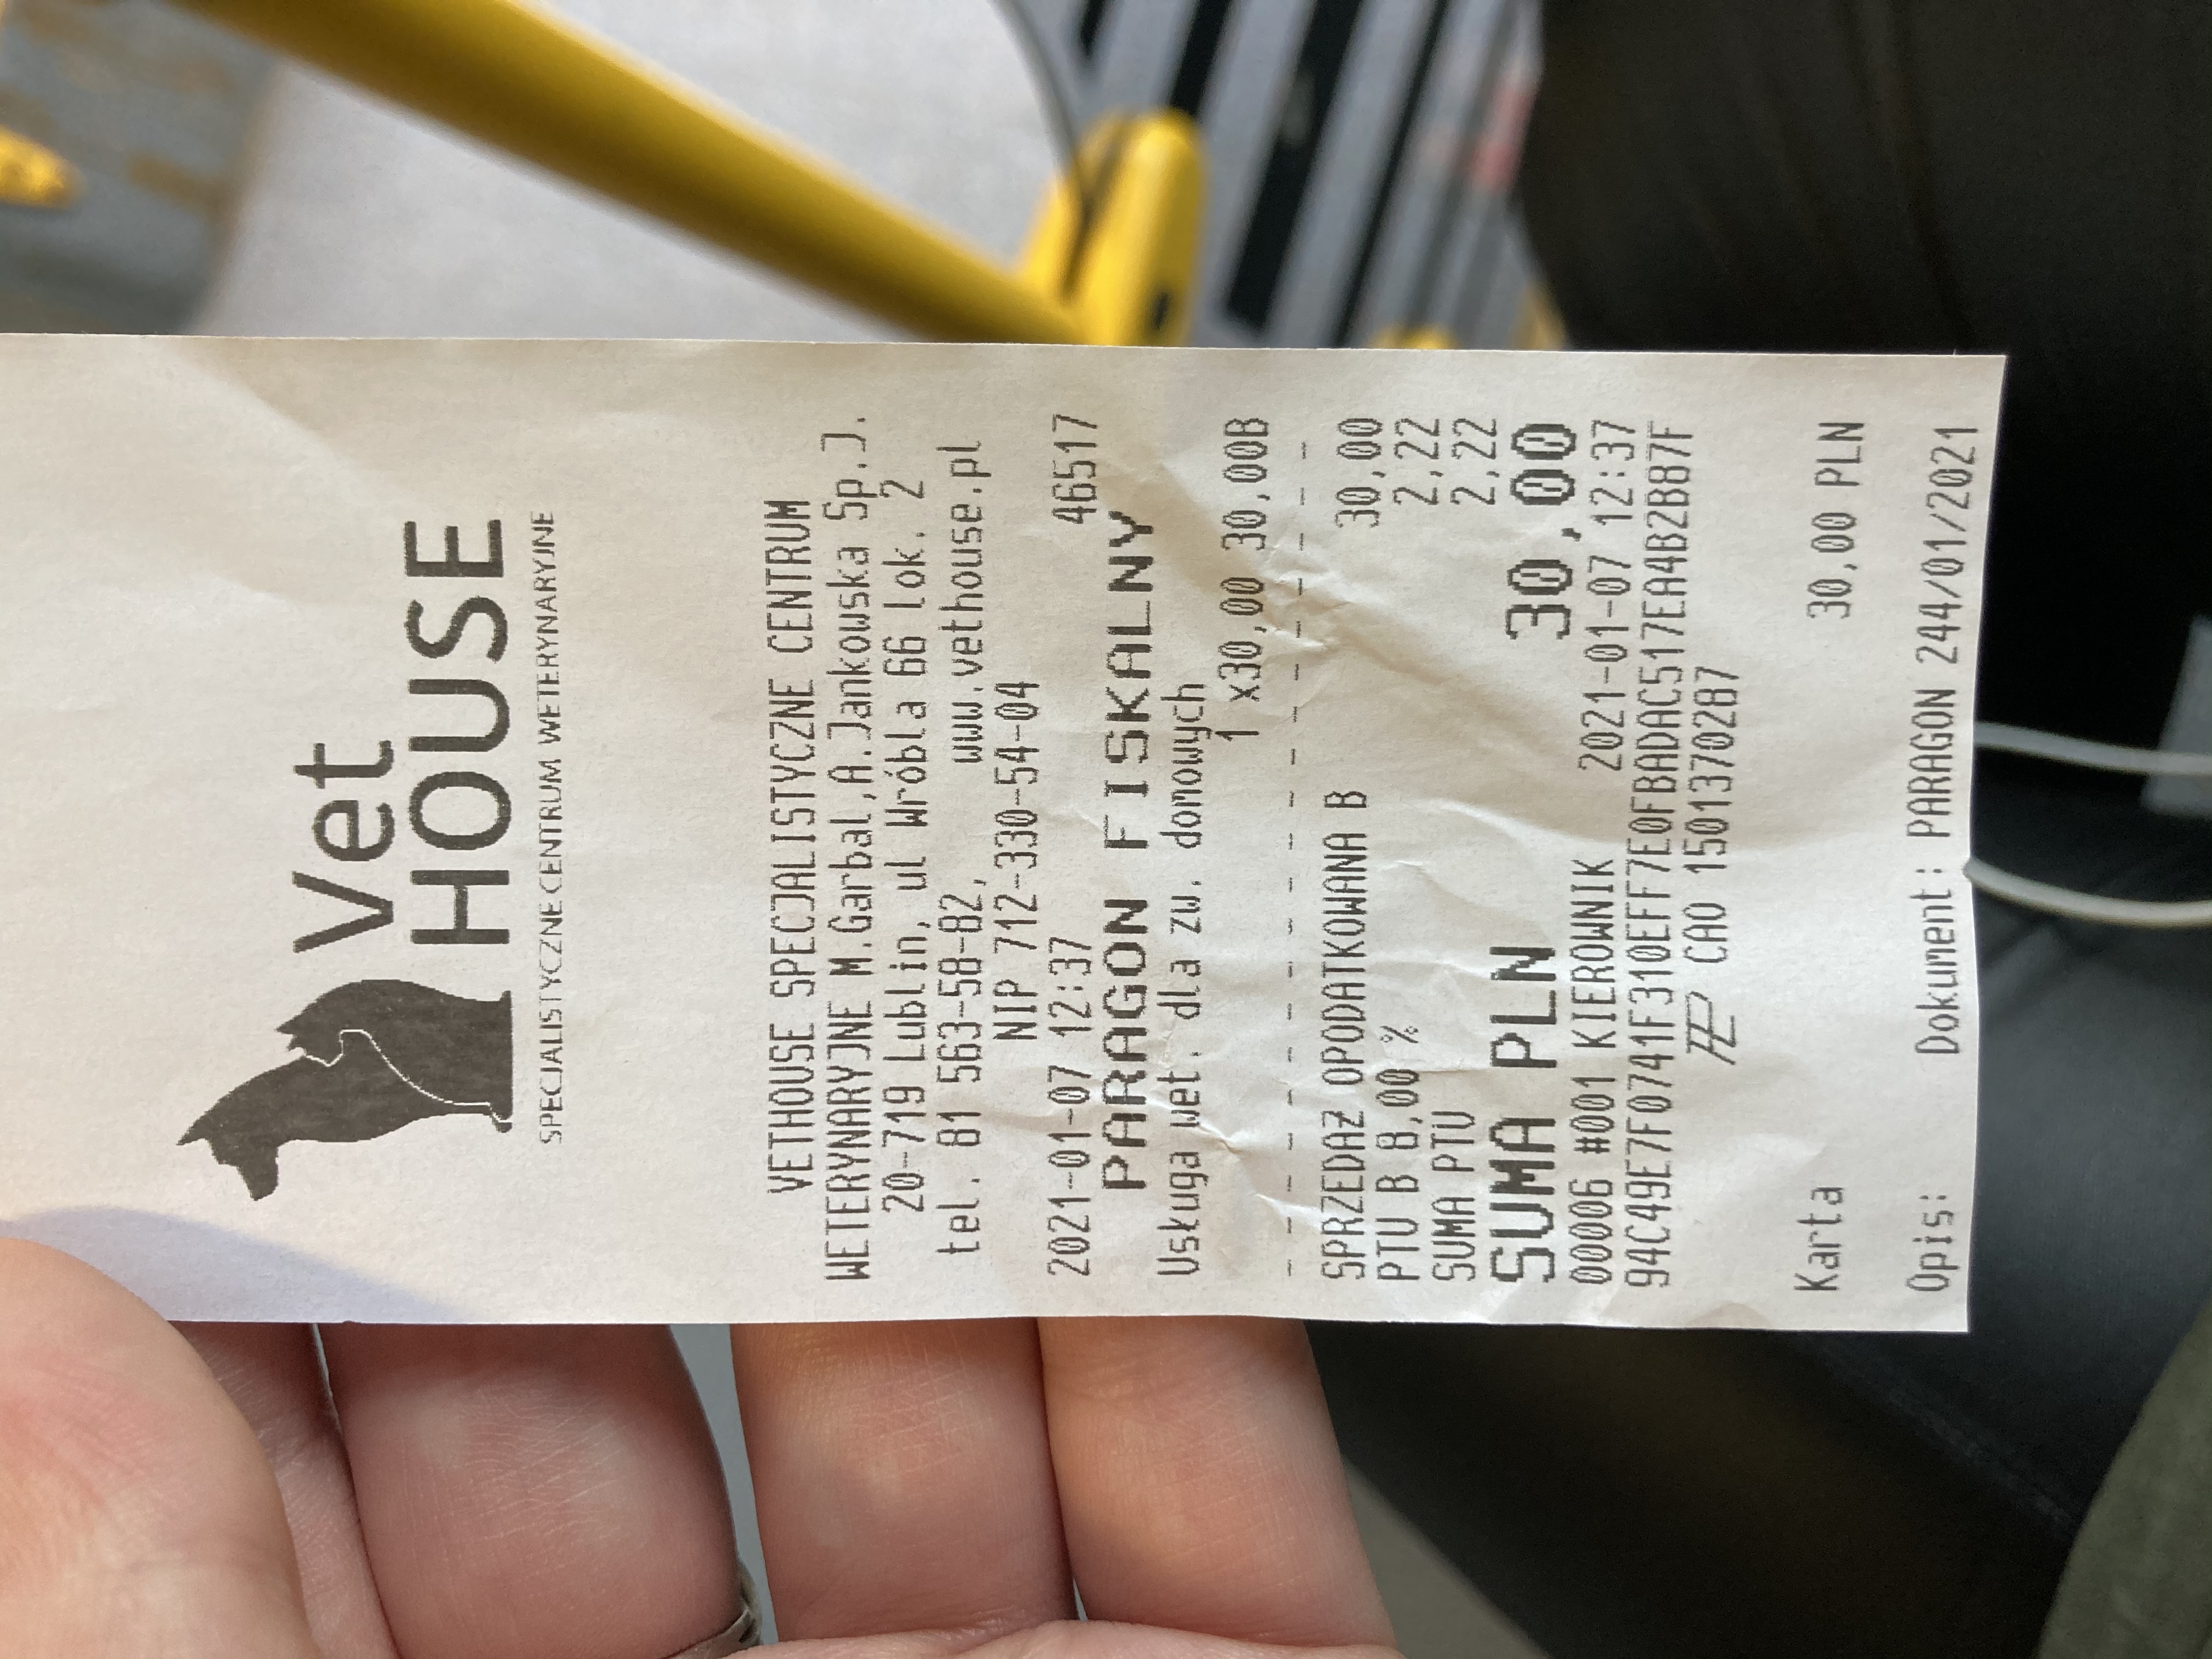 Vet
HOUSE
SPECJALISTYCZNE CENTRUM WETERYNARYJNE
VETHOUSE SPECJALISTYCZNE CENTRUM
WETERYNARYJNE M.Garbal,A.Jankowska Sp.J.
20-719 Lublin, ul Wróbla 66 lok. 2
tel. 81 563-58-82, www.vethouse.pl
NIP 712-330-54-04
2021-01-07 12:37 46517
PARAGON FISKALNY
Usługa wet. dla zw. domowych
1 x30,00 30,00B
SPRZEDAŻ OPODATKOWANA B 30,00
PTU B 8,00 % 2,22
SUMA PTU 2,22
SUMA PLN 30,00
00006 #001 KIEROWNIK 2021-01-07 12:37
94C49E7F0741F310EFF7E0FBADAC517EA4B2B87F
CAO 1501370287
Karta 30,00 PLN
Opis: Dokument: PARAGON 244/01/2021